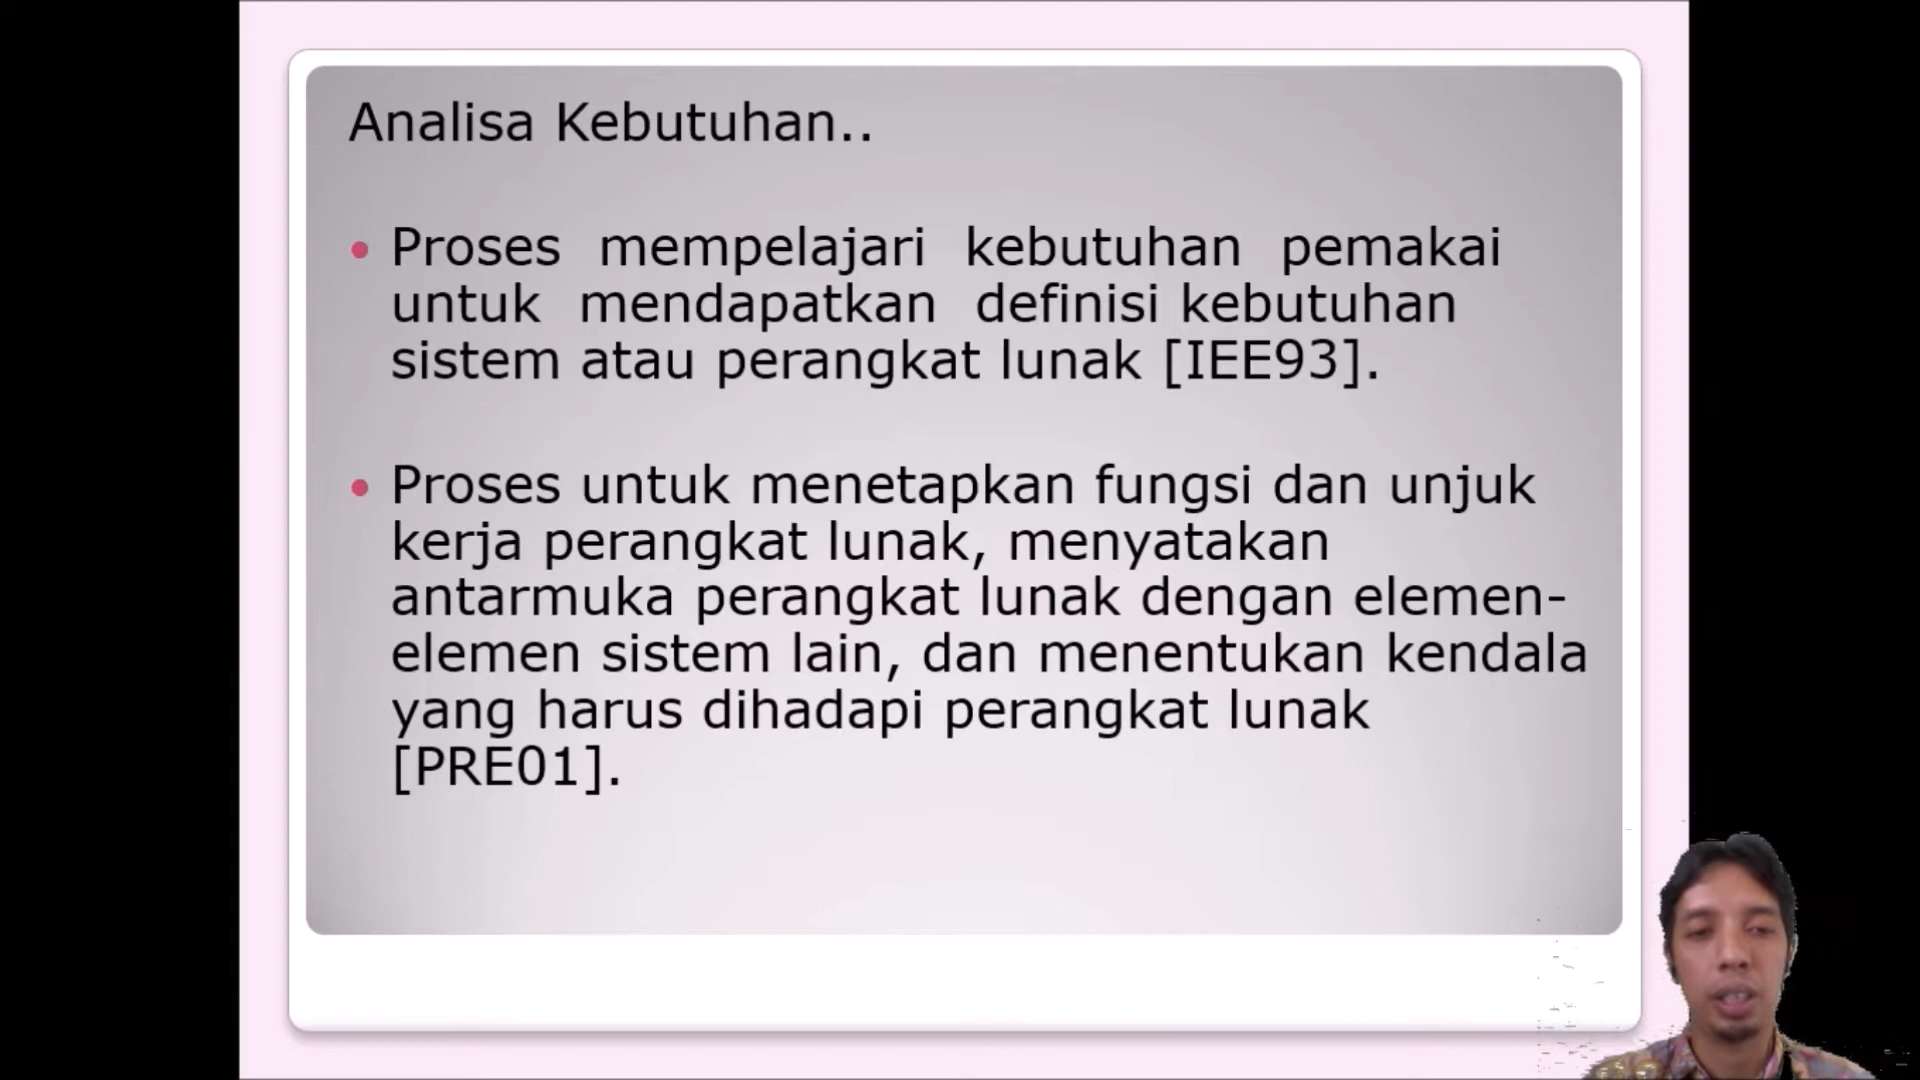 Analisa Kebutuhan..
• Proses mempelajari kebutuhan pemakai
untuk mendapatkan definisi kebutuhan
sistem atau perangkat lunak [IEE93].
• Proses untuk menetapkan fungsi dan unjuk
kerja perangkat lunak, menyatakan
antarmuka perangkat lunak dengan elemen-
elemen sistem lain, dan menentukan kendala
yang harus dihadapi perangkat lunak
[PRE01].